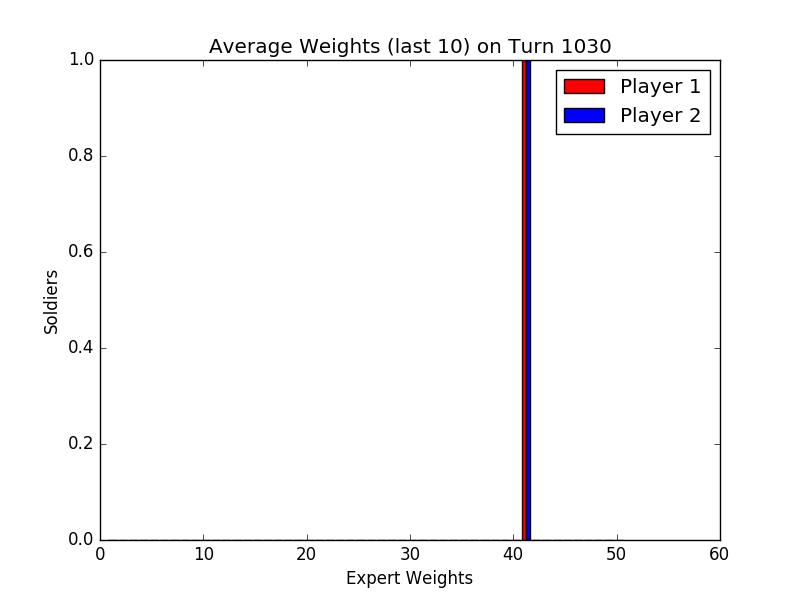 Average Weights (last 10) on Turn 1030
1.0
0.8
0.6
0.4
0.2
0.0
Soldiers
Player 1
Player 2
0 10 20 30 40 50 60
Expert Weights